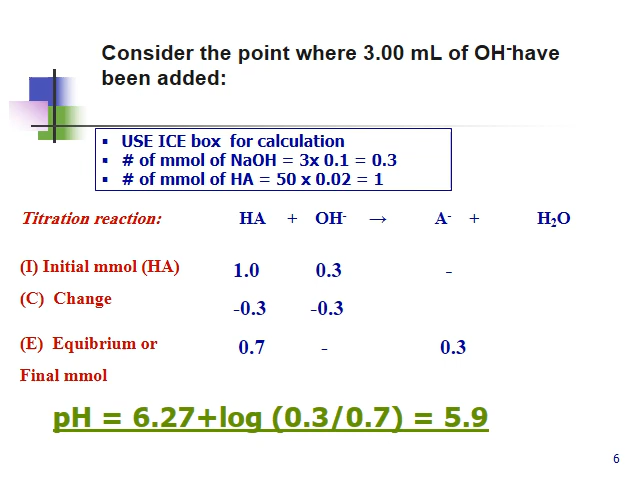 Consider the point where 3.00 mL of OH⁻have
been added:
▪ USE ICE box for calculation
▪ # of mmol of NaOH = 3x 0.1 = 0.3
▪ # of mmol of HA = 50 x 0.02 = 1
Titration reaction: HA + OH⁻ → A⁻ + H₂O
(I) Initial mmol (HA) 1.0 0.3 -
(C) Change -0.3 -0.3
(E) Equibrium or 0.7 - 0.3
Final mmol
pH = 6.27+log (0.3/0.7) = 5.9
6